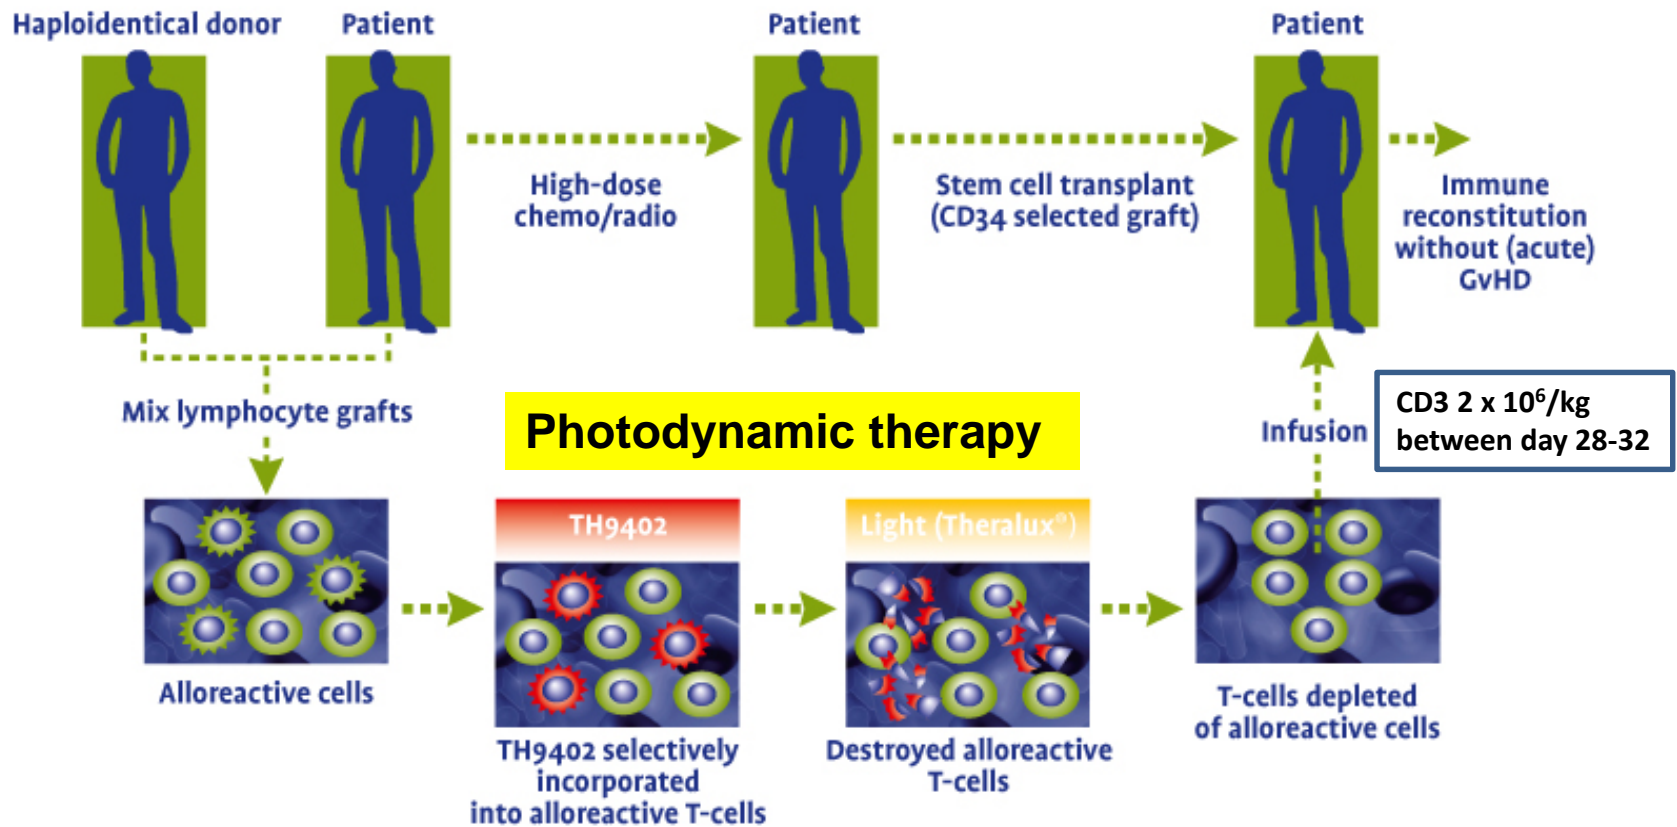 Haploidentical donor
Patient
Patient
Patient
High-dose
chemo/radio
Stem cell transplant
(CD34 selected graft)
Immune
reconstitution
without (acute)
GvHD
Mix lymphocyte grafts
Photodynamic therapy
Infusion
CD3 2 x 10⁶/kg
between day 28-32
TH9402
Light (Theralux®)
Alloreactive cells
TH9402 selectively
incorporated
into alloreactive T-cells
Destroyed alloreactive
T-cells
T-cells depleted
of alloreactive cells